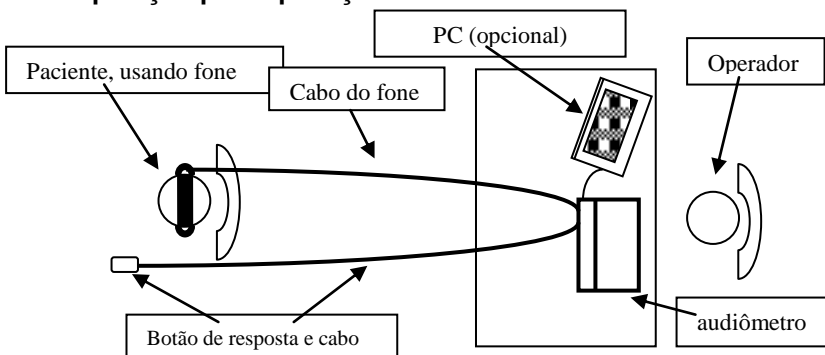 PC (opcional)
Operador
Paciente, usando fone
Cabo do fone
audiômetro
Botão de resposta e cabo